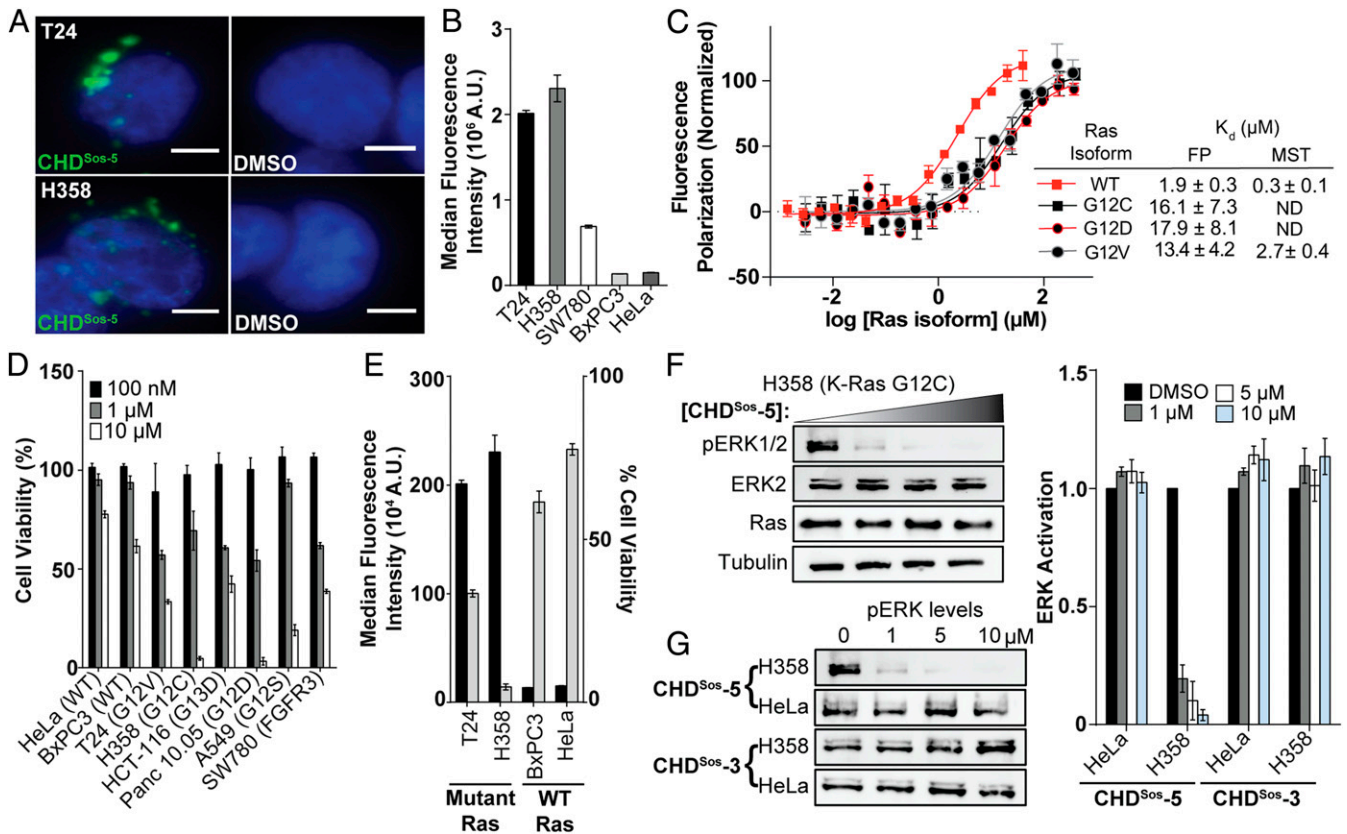 A
T24
CHD^Sos-5
DMSO
H358
CHD^Sos-5
DMSO
B
Median Fluorescence
Intensity (10^6 A.U.)
3
2
1
0
T24
H358
SW780
BxPC3
HeLa
C
Fluorescence
Polarization (Normalized)
100
50
0
-50
-2
0
2
log [Ras isoform] (µM)
Ras
Isoform
K_d (µM)
FP MST
WT 1.9 ± 0.3 0.3 ± 0.1
G12C 16.1 ± 7.3 ND
G12D 17.9 ± 8.1 ND
G12V 13.4 ± 4.2 2.7 ± 0.4
D
Cell Viability (%)
150
100
50
0
100 nM
1 µM
10 µM
HeLa (WT)
BxPC3 (WT)
T24 (G12V)
H358 (G12C)
HCT-116 (G13D)
Panc 10.05 (G12D)
A549 (G12S)
SW780 (FGFR3)
E
Median Fluorescence
Intensity (10^4 A.U.)
300
200
100
0
% Cell Viability
100
50
0
T24
H358
BxPC3
HeLa
Mutant
Ras
WT
Ras
F
H358 (K-Ras G12C)
[CHD^Sos-5]:
pERK1/2
ERK2
Ras
Tubulin
G
pERK levels
0 1 5 10 µM
CHD^Sos-5
H358
HeLa
CHD^Sos-3
H358
HeLa
ERK Activation
1.5
1.0
1.0
0
DMSO
1 µM
5 µM
10 µM
HeLa
H358
HeLa
H358
CHD^Sos-5
CHD^Sos-3